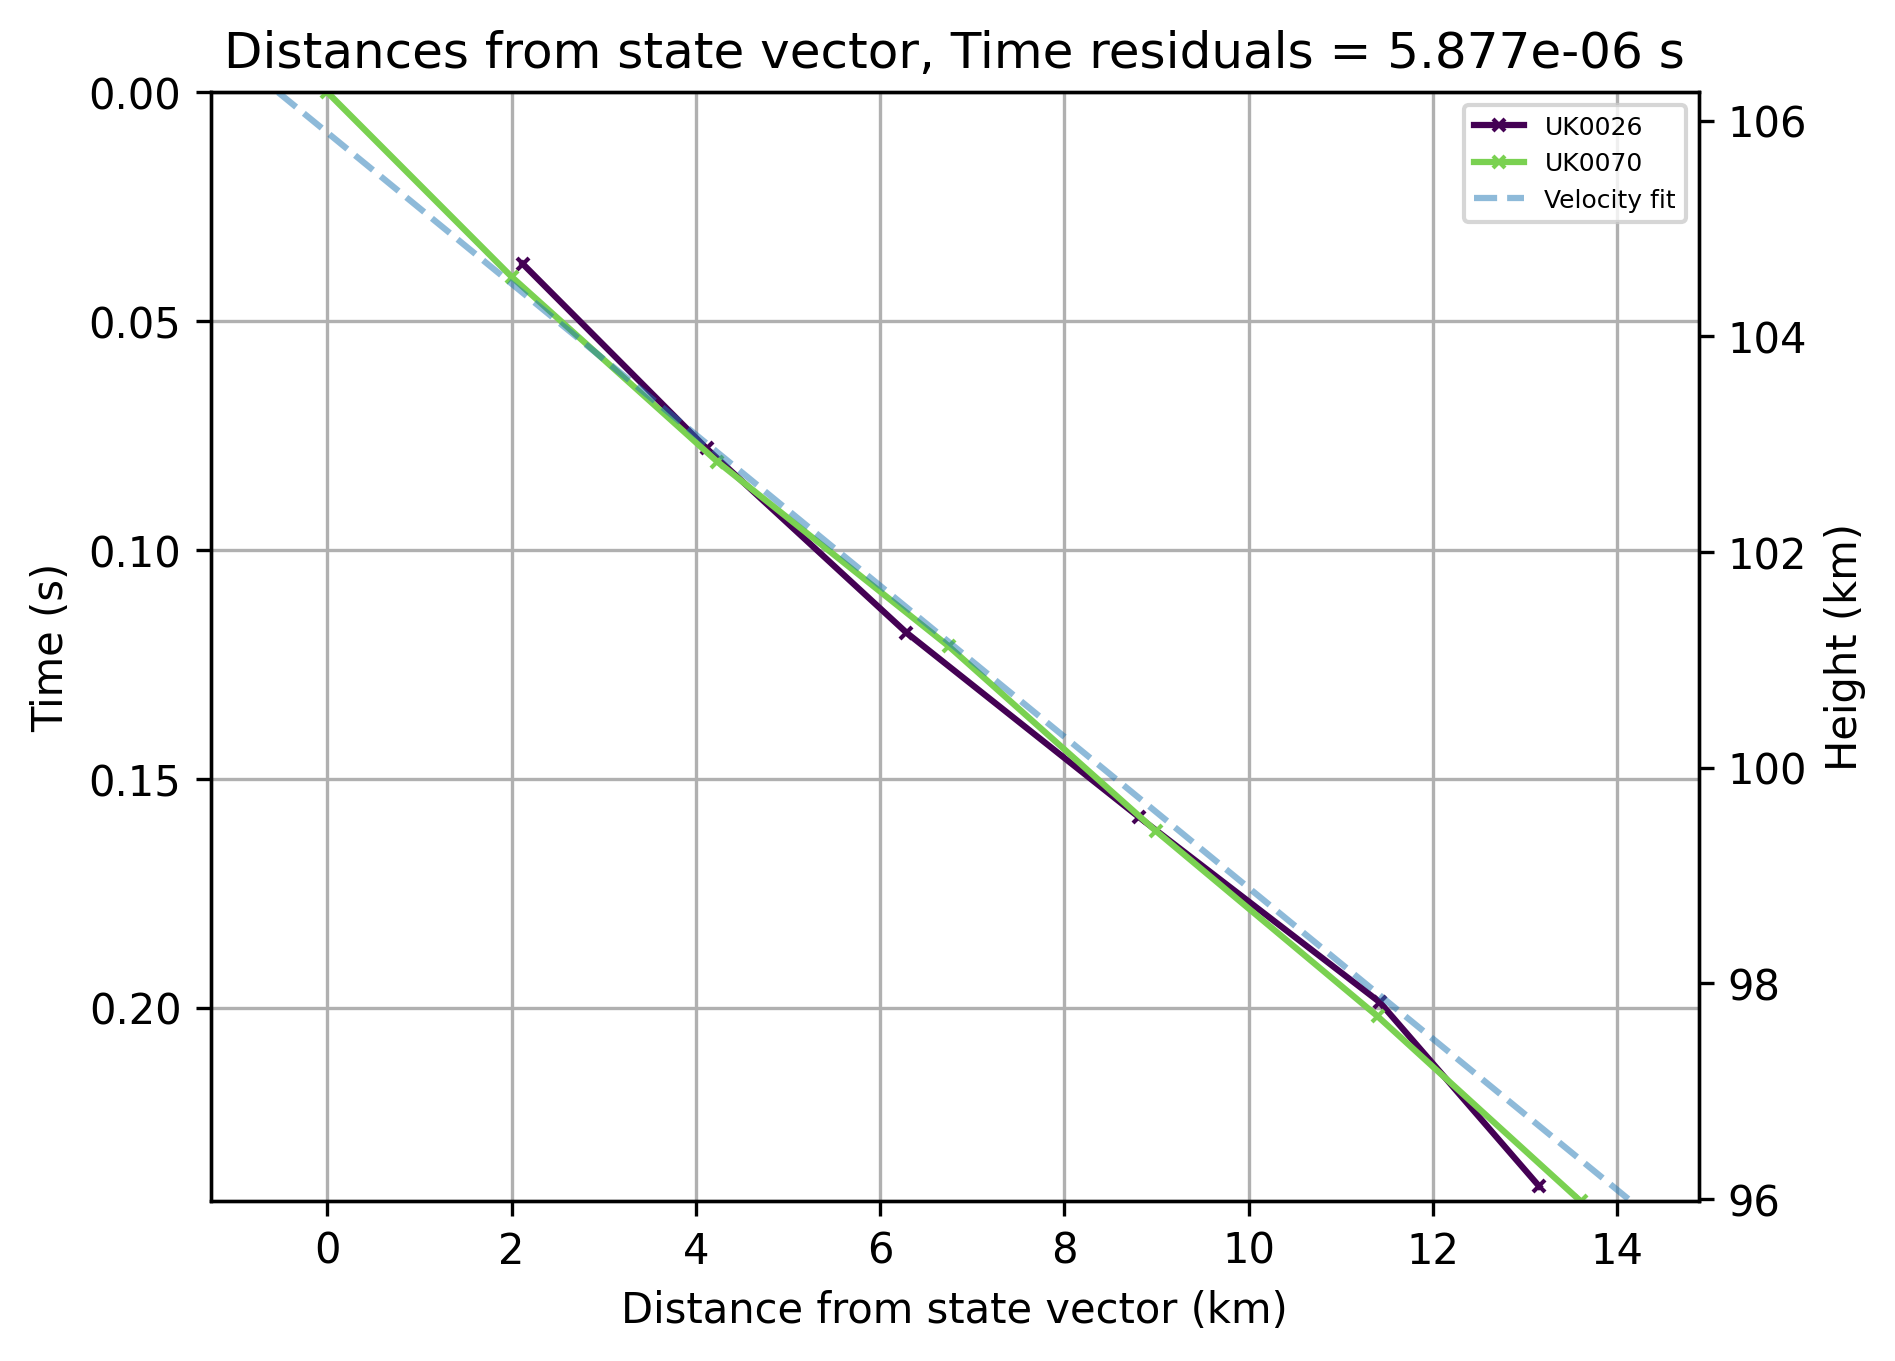 Distances from state vector, Time residuals = 5.877e-06 s
UK0026
UK0070
Velocity fit
0.00
0.05
0.10
0.15
0.20
Time (s)
106
104
102
100
98
96
Height (km)
0 2 4 6 8 10 12 14
Distance from state vector (km)